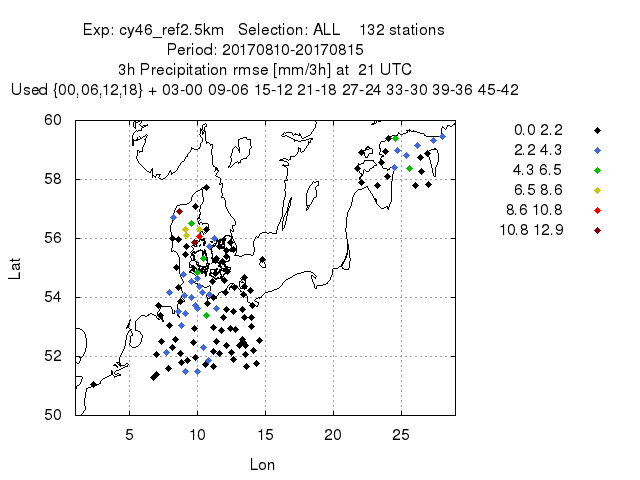 Exp: cy46_ref2.5km   Selection: ALL    132 stations
Period: 20170810-20170815
3h Precipitation rmse [mm/3h] at  21 UTC
Used {00,06,12,18} + 03-00 09-06 15-12 21-18 27-24 33-30 39-36 45-42
60
58
56
54
52
50
Lat
5 10 15 20 25
Lon
0.0 2.2
2.2 4.3
4.3 6.5
6.5 8.6
8.6 10.8
10.8 12.9